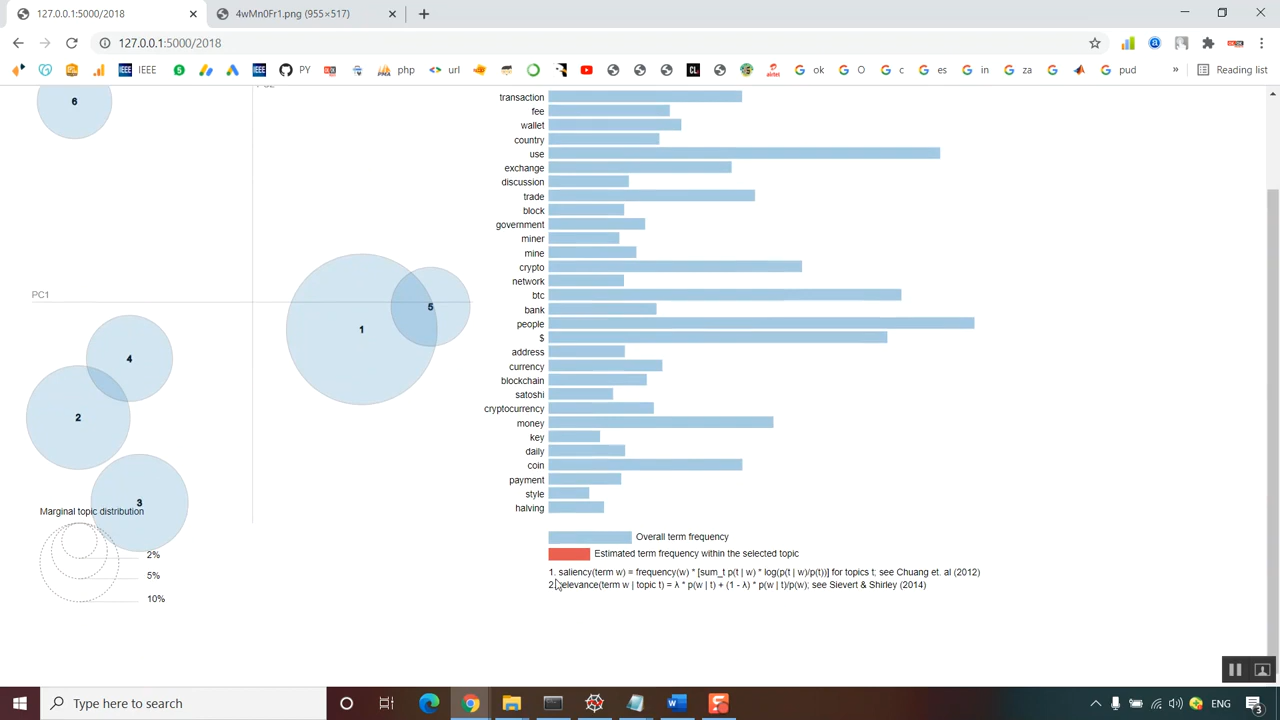 127.0.0.1:5000/2018
4wMn0Fr1.png (955×517)
127.0.0.1:5000/2018
IEEE
IEEE
PY
php
url
ok
O
c
es
in
za
pud
»
Reading list
6
PC1
1
5
4
2
3
Marginal topic distribution
2%
5%
10%
transaction
fee
wallet
country
use
exchange
discussion
trade
block
government
miner
mine
crypto
network
btc
bank
people
$
address
currency
blockchain
satoshi
cryptocurrency
money
key
daily
coin
payment
style
halving
Overall term frequency
Estimated term frequency within the selected topic
1. saliency(term w) = frequency(w) * [sum_t p(t | w) * log(p(t | w)/p(t))] for topics t; see Chuang et. al (2012)
2. relevance(term w | topic t) = λ * p(w | t) + (1 - λ) * p(w | t)/p(w); see Sievert & Shirley (2014)
Type here to search
ENG
3